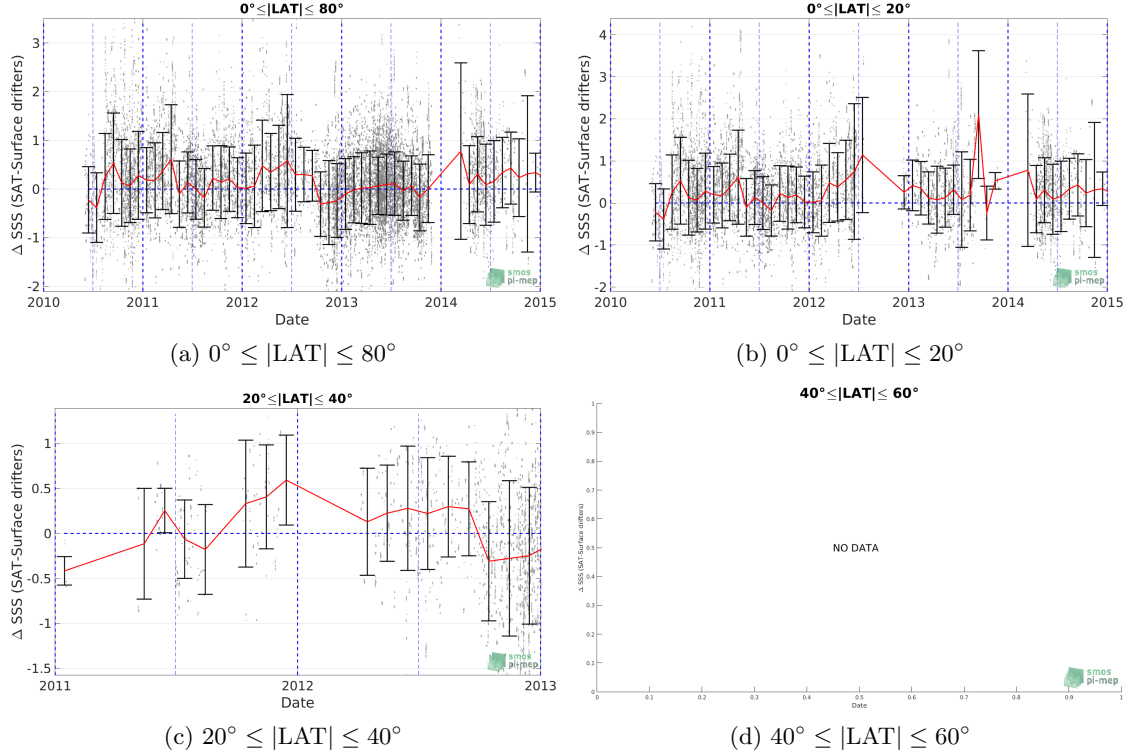 0°≤|LAT|≤ 80°
Δ SSS (SAT-Surface drifters)
3
2
1
0
-1
-2
2010
2011
2012
2013
2014
2015
Date
smos
pi-mep
(a) 0° ≤ |LAT| ≤ 80°
0°≤|LAT|≤ 20°
Δ SSS (SAT-Surface drifters)
4
3
2
1
0
-1
-2
2010
2011
2012
2013
2014
2015
Date
smos
pi-mep
(b) 0° ≤ |LAT| ≤ 20°
20°≤|LAT|≤ 40°
Δ SSS (SAT-Surface drifters)
1
0.5
0
-0.5
-1
-1.5
2011
2012
2013
Date
smos
pi-mep
(c) 20° ≤ |LAT| ≤ 40°
40°≤|LAT|≤ 60°
Δ SSS (SAT-Surface drifters)
1
0.9
0.8
0.7
0.6
0.5
0.4
0.3
0.2
0.1
0
NO DATA
0
0.1
0.2
0.3
0.4
0.5
0.6
0.7
0.8
0.9
1
Date
smos
pi-mep
(d) 40° ≤ |LAT| ≤ 60°